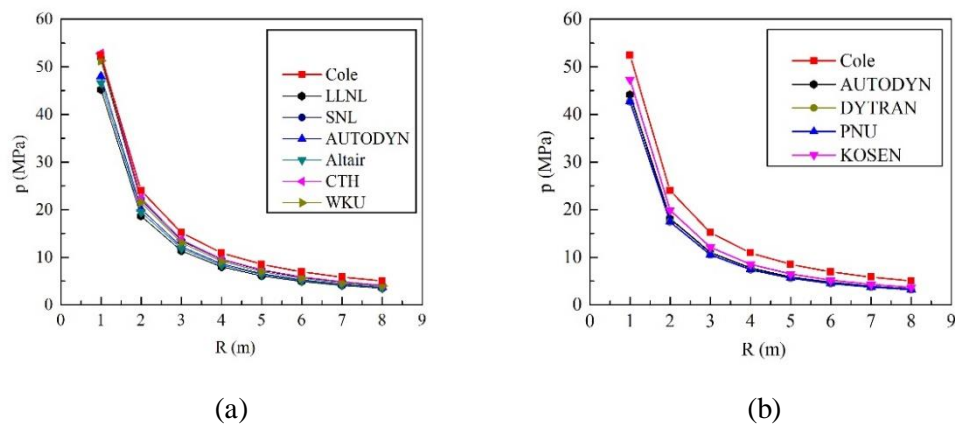 60
50
40
30
20
10
0
p (MPa)
0 1 2 3 4 5 6 7 8 9
R (m)
Cole
LLNL
SNL
AUTODYN
Altair
CTH
WKU
(a)
60
50
40
30
20
10
0
p (MPa)
0 1 2 3 4 5 6 7 8 9
R (m)
Cole
AUTODYN
DYTRAN
PNU
KOSEN
(b)